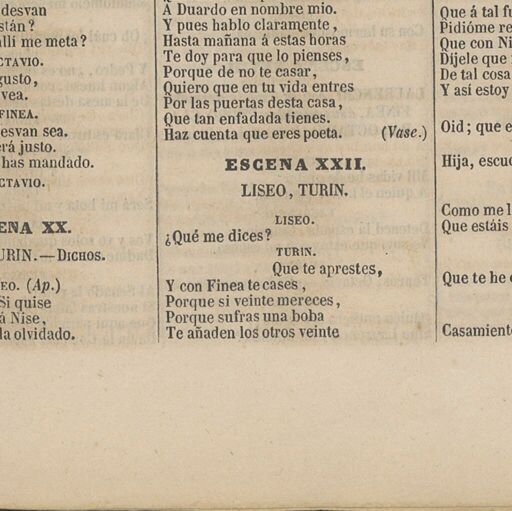 desvan
stán?
allí me meta?
CTAVIO.
gusto,
vea.
FINEA.
esvan sea.
erá justo.
has mandado.
CTAVIO.
ENA XX.
TURIN.—DICHOS.
EO. (Ap.)
Si quise
á Nise,
la olvidado.
Á Duardo en nombre mio.
Y pues hablo claramente,
Hasta mañana á estas horas
Te doy para que lo pienses,
Porque de no te casar,
Quiero que en tu vida entres
Por las puertas desta casa,
Que tan enfadada tienes.
Haz cuenta que eres poeta. (Vase.)
ESCENA XXII.
LISEO, TURIN.
LISEO.
¿Qué me dices?
TURIN.
Que te aprestes,
Y con Finea te cases,
Porque si veinte mereces,
Porque sufras una boba
Te añaden los otros veinte
Que á tal fu
Pidióme re
Que con Ni
Díjele que
De tal cosa
Y así estoy
Oid; que e
Hija, escuc
Como me l
Que estáis
Que te he
Casamient